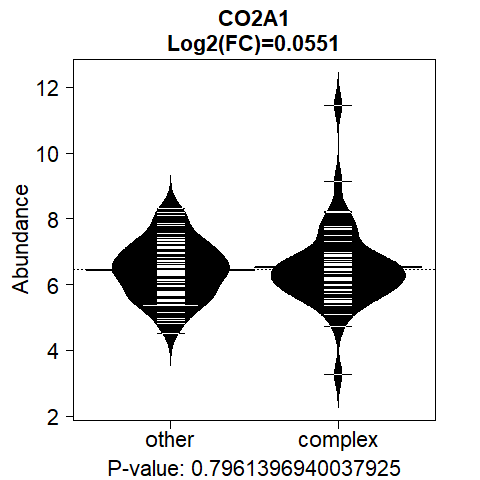 CO2A1
Log2(FC)=0.0551
Abundance
12
10
8
6
4
2
other complex
P-value: 0.7961396940037925